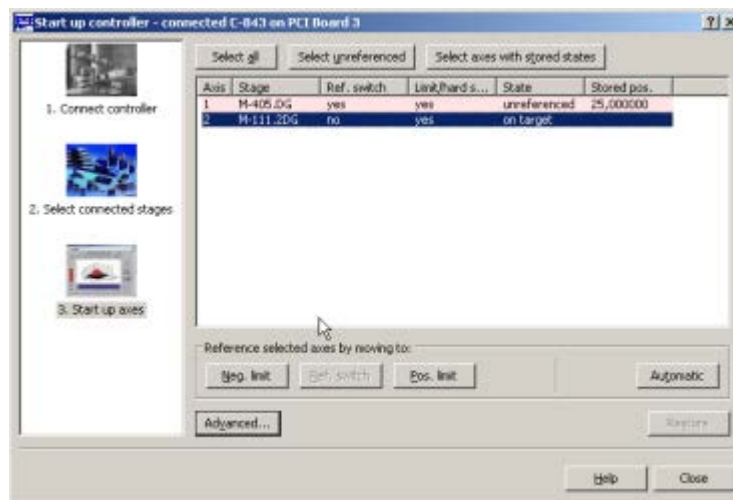 Start up controller - connected C-843 on PCI Board 3
Select all Select unreferenced Select axes with stored states
Axis Stage Ref. switch Limit/hard s... State Stored pos.
1 M-405.DG yes yes unreferenced 25,000000
2 M-111.2DG no yes on target
1. Connect controller
2. Select connected stages
3. Start up axes
Reference selected axes by moving to:
Neg. limit Ref. switch Pos. limit Automatic
Advanced... Restore
Help Close